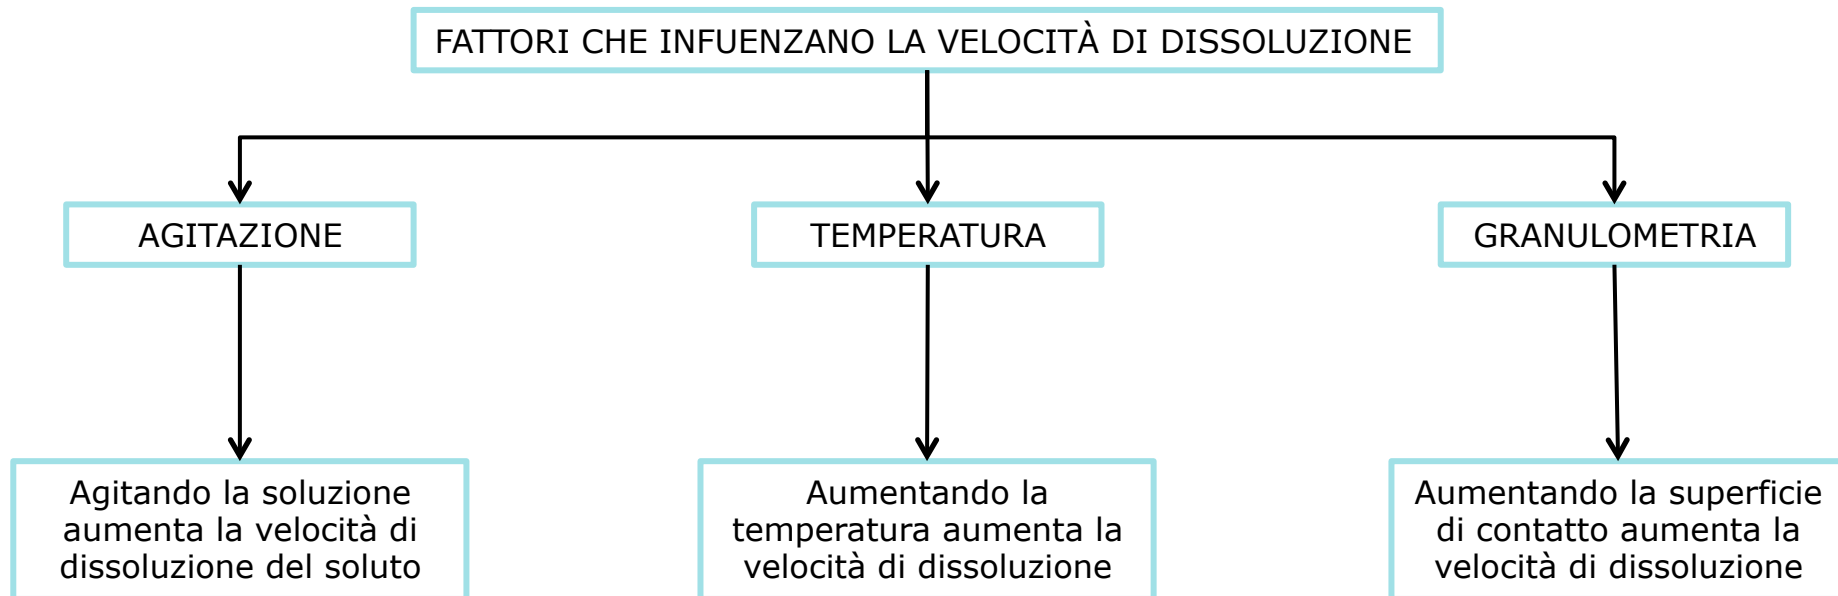 FATTORI CHE INFUENZANO LA VELOCITÀ DI DISSOLUZIONE
AGITAZIONE
TEMPERATURA
GRANULOMETRIA
Agitando la soluzione
aumenta la velocità di
dissoluzione del soluto
Aumentando la
temperatura aumenta la
velocità di dissoluzione
Aumentando la superficie
di contatto aumenta la
velocità di dissoluzione